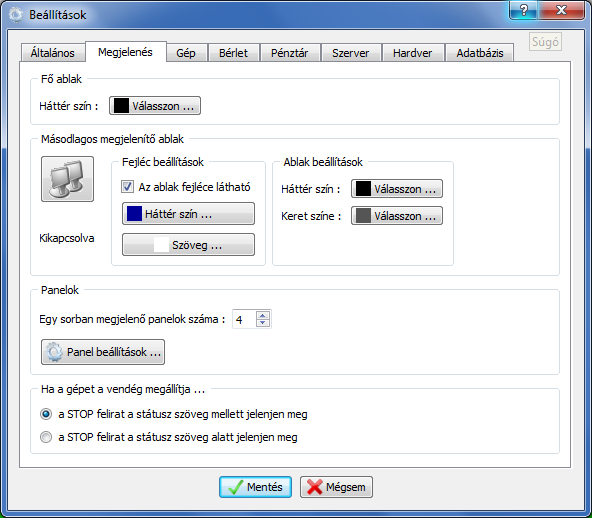 Beállítások
?
Súgó
Általános Megjelenés Gép Bérlet Pénztár Szerver Hardver Adatbázis
Fő ablak
Háttér szín : Válasszon ...
Másodlagos megjelenítő ablak
Fejléc beállítások
Az ablak fejléce látható
Háttér szín ...
Szöveg ...
Kikapcsolva
Ablak beállítások
Háttér szín : Válasszon ...
Keret színe : Válasszon ...
Panelok
Egy sorban megjelenő panelok száma : 4
Panel beállítások ...
Ha a gépet a vendég megállítja ...
a STOP felirat a státusz szöveg mellett jelenjen meg
a STOP felirat a státusz szöveg alatt jelenjen meg
Mentés Mégsem